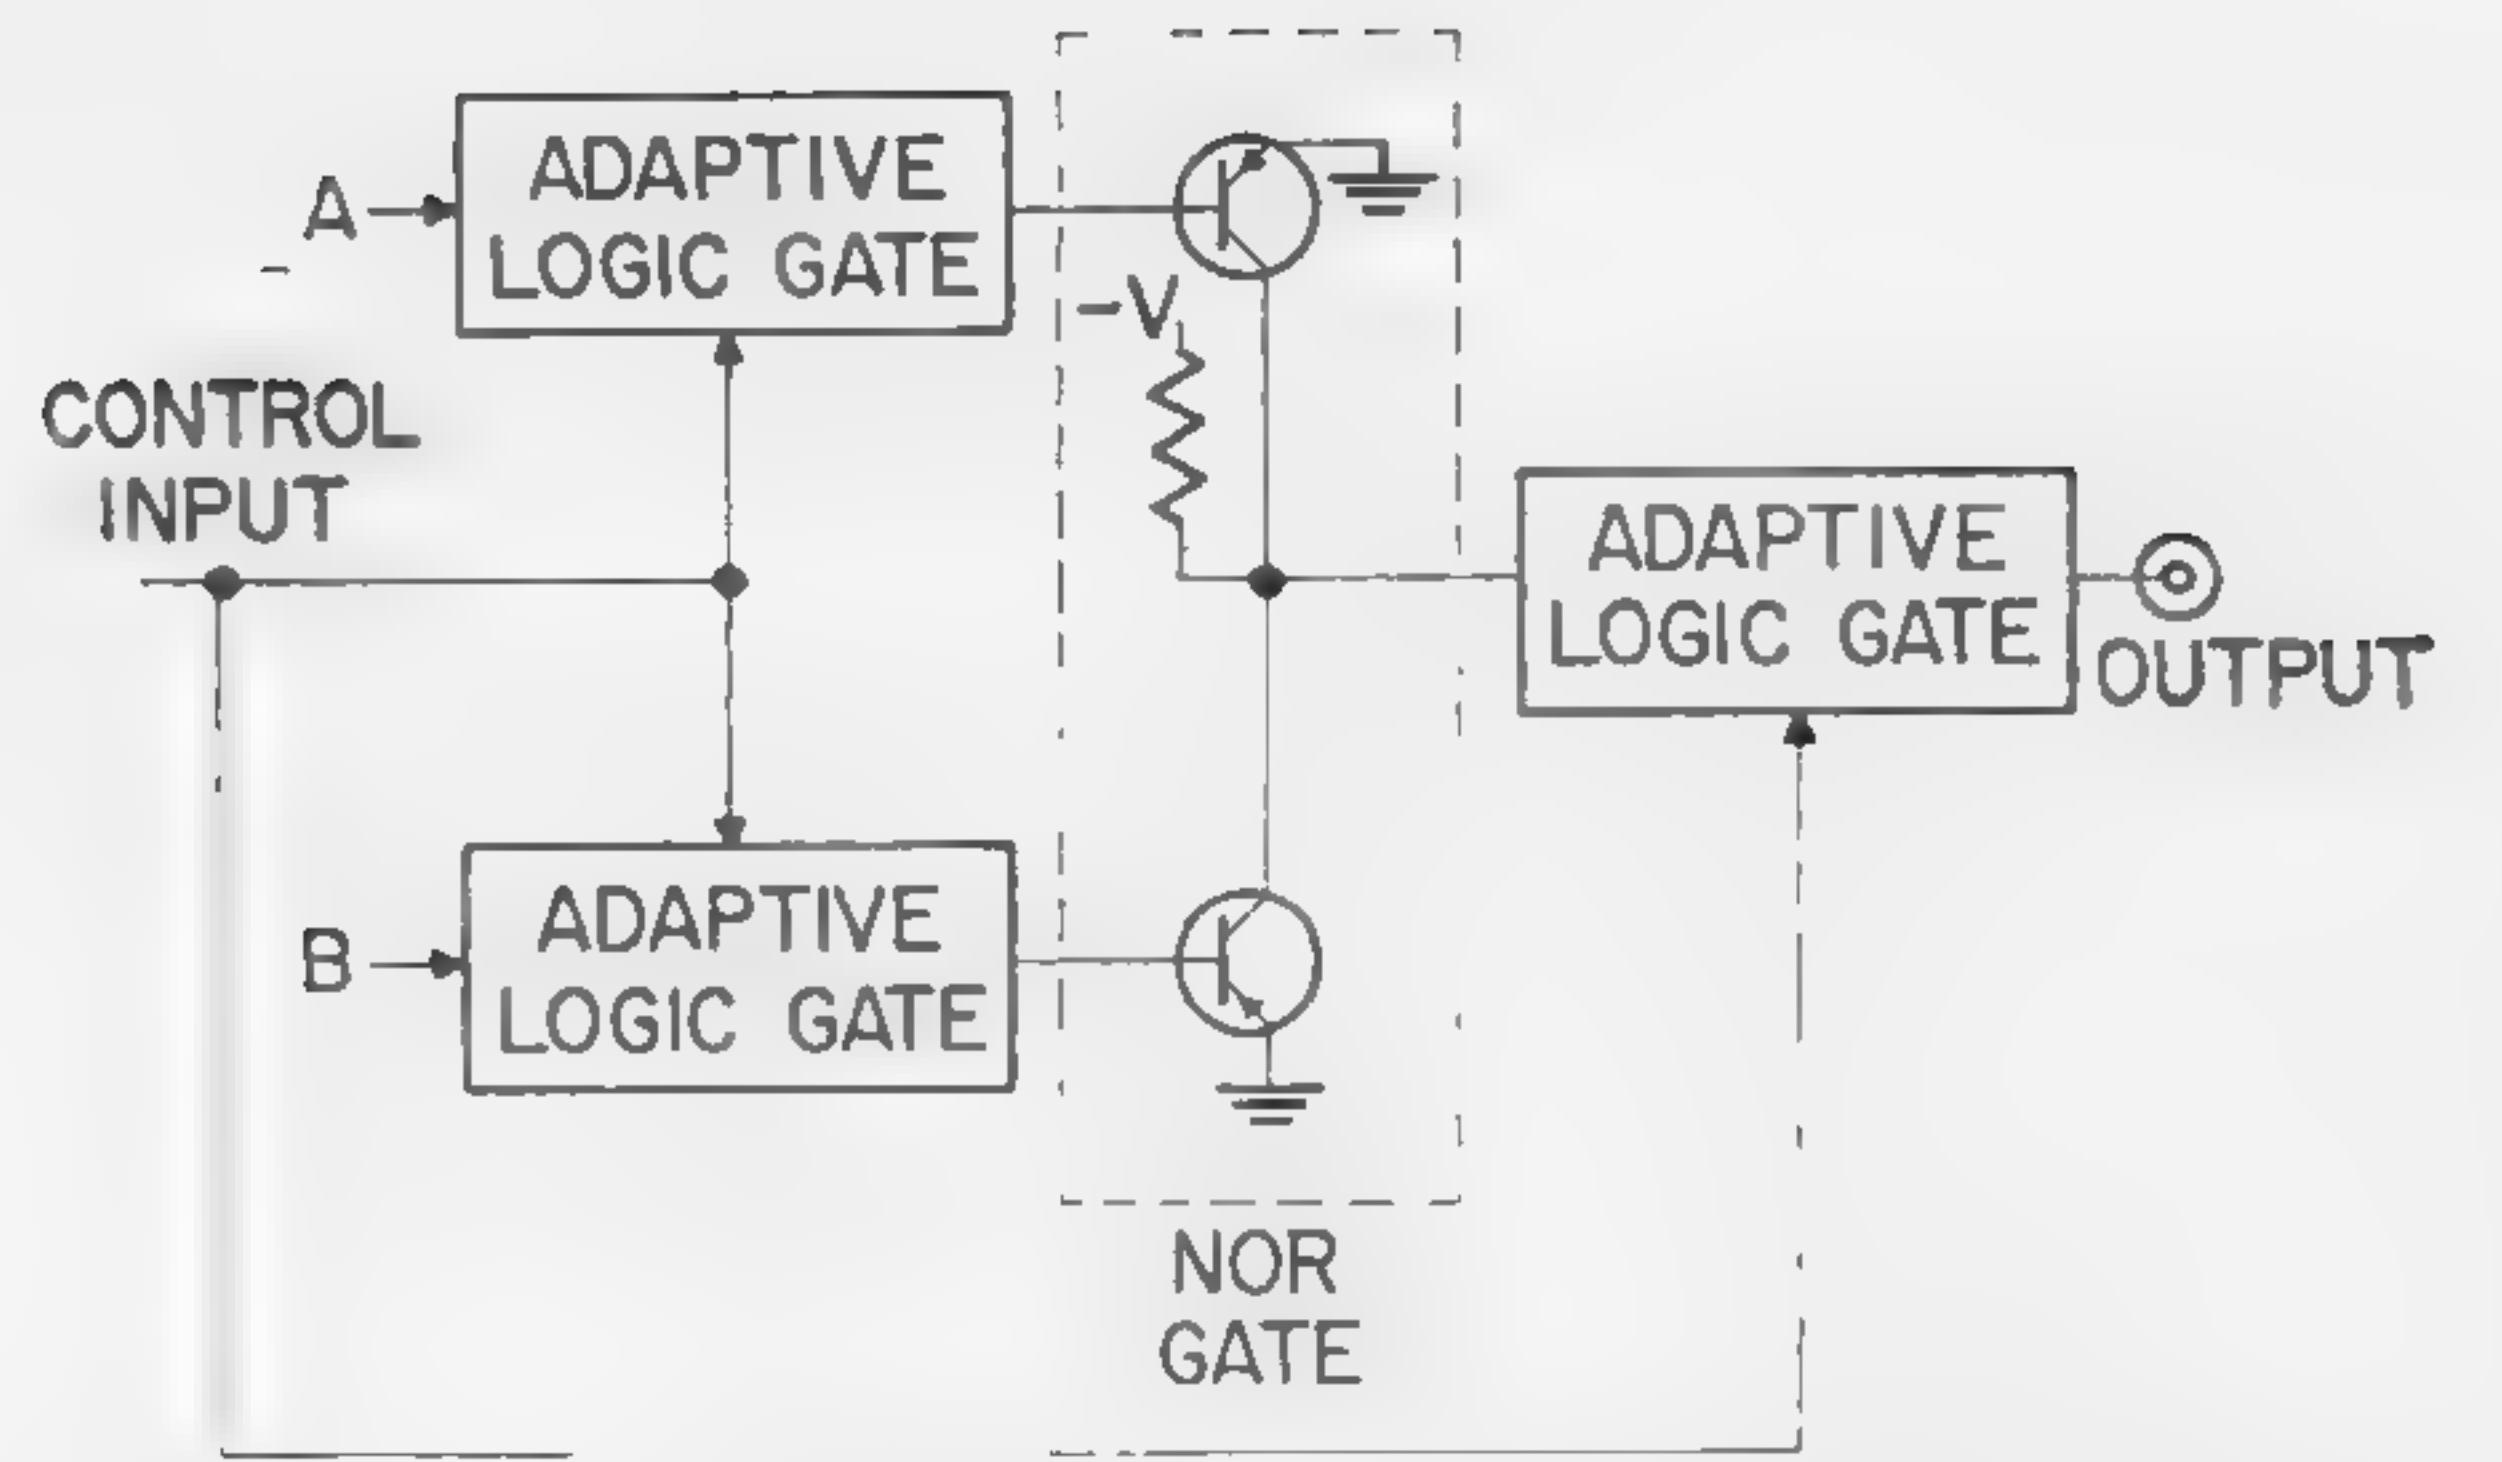 A
ADAPTIVE
LOGIC GATE
-V
CONTROL
INPUT
ADAPTIVE
LOGIC GATE
OUTPUT
B
ADAPTIVE
LOGIC GATE
NOR
GATE